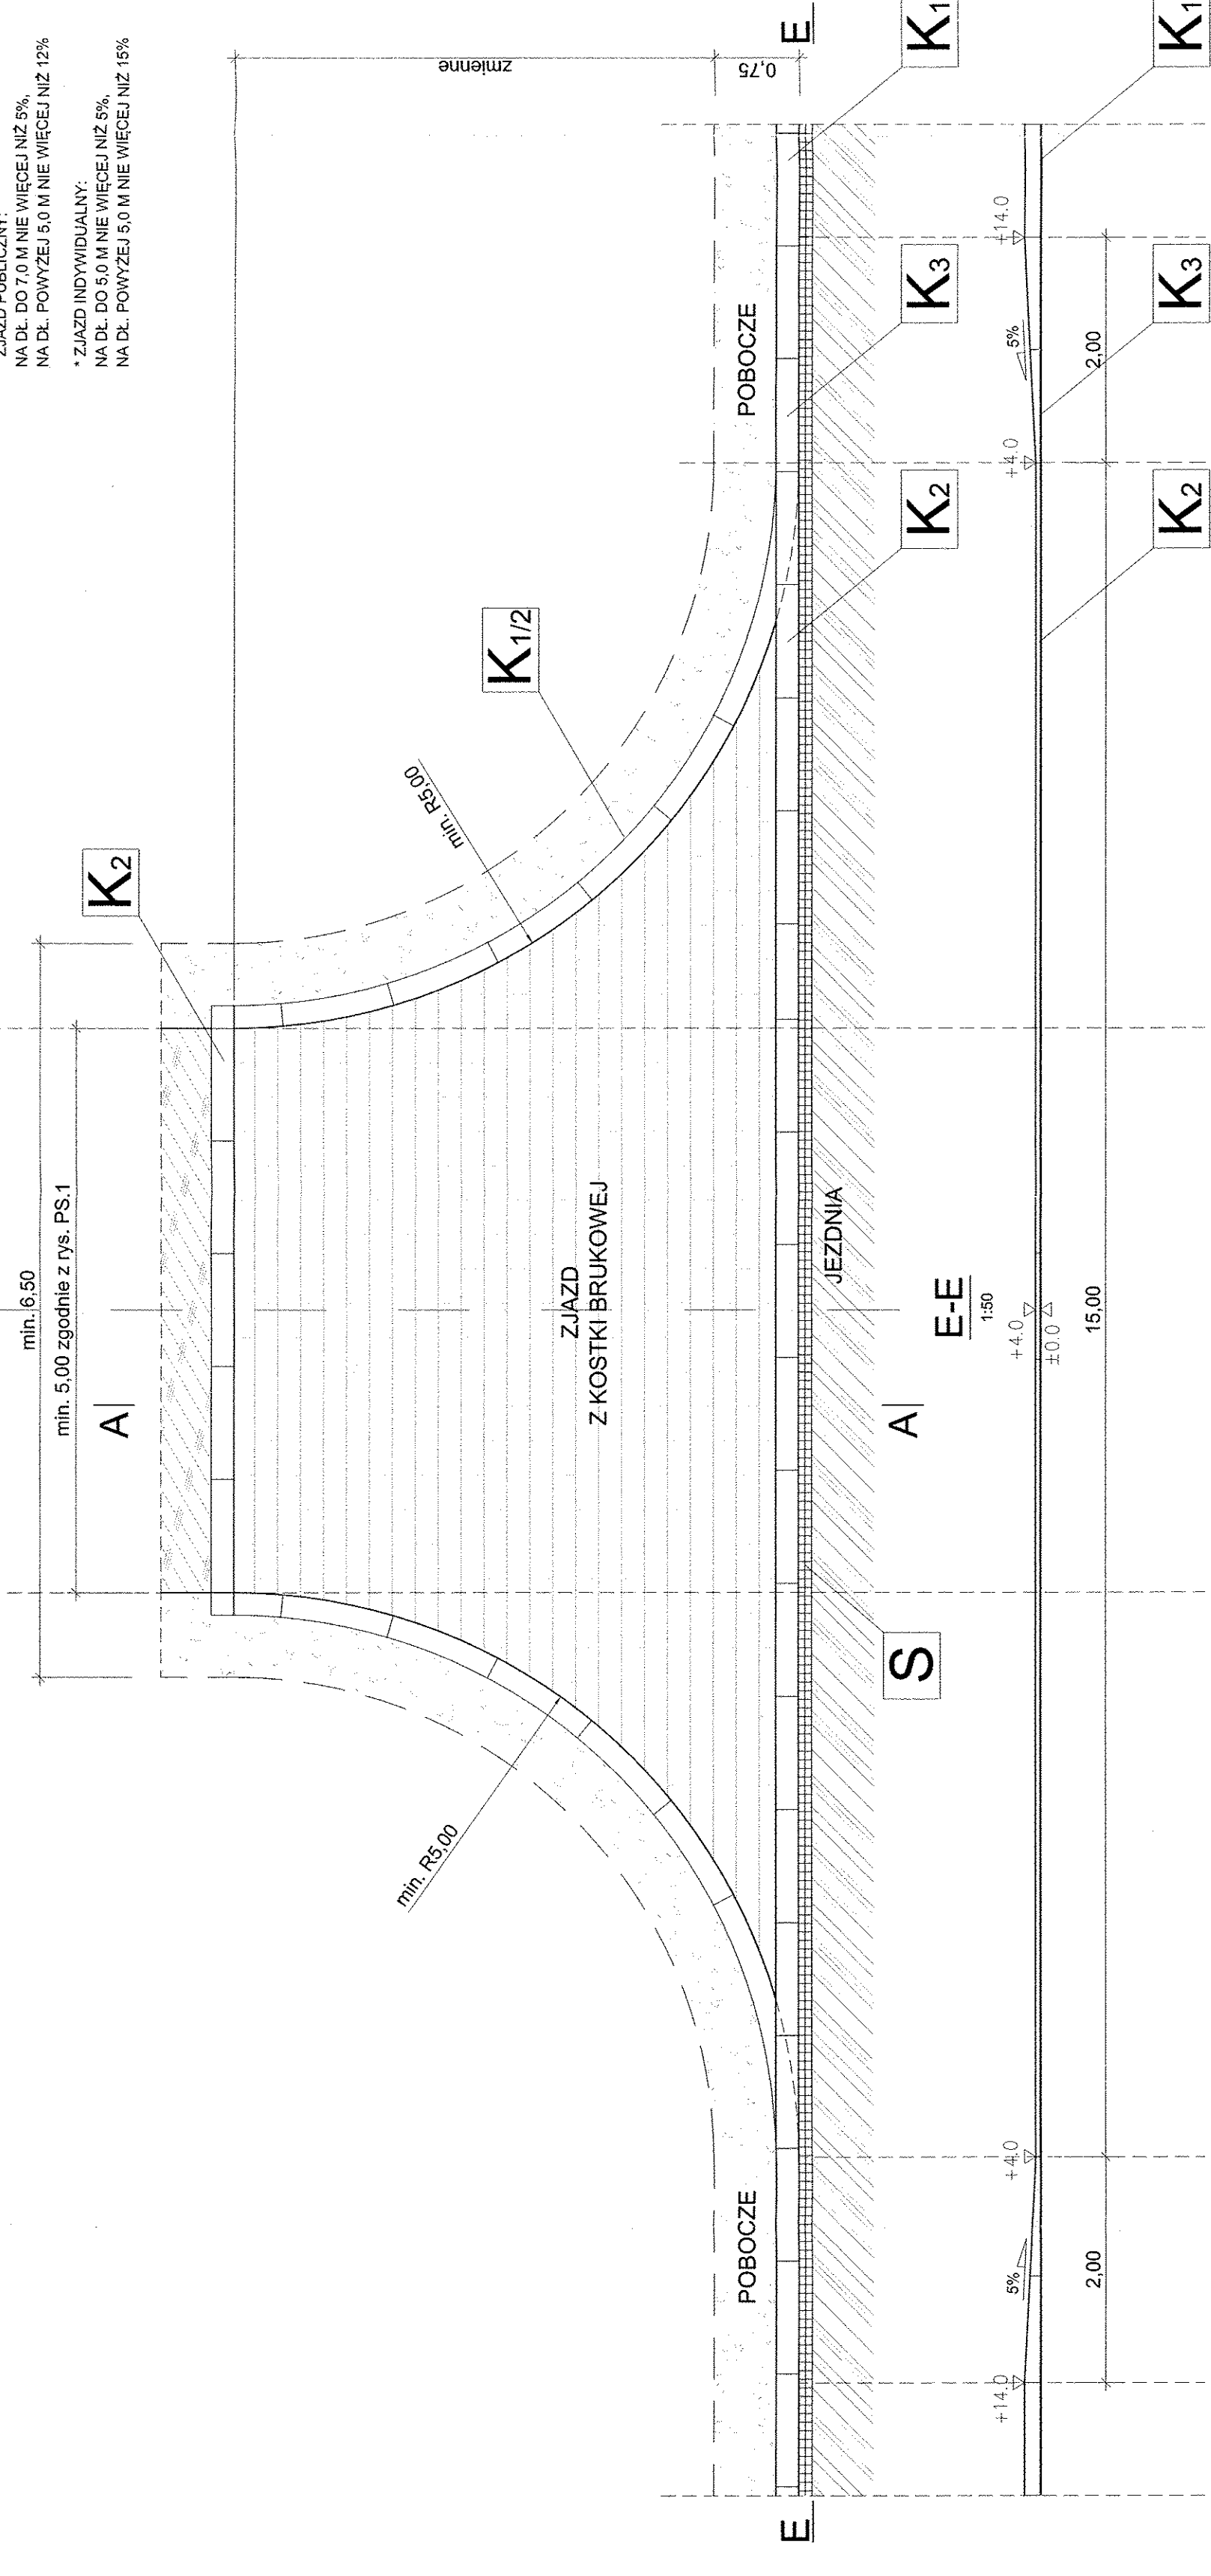 ZJAZD PUBLICZNY:
NA DŁ. DO 7,0 M NIE WIĘCEJ NIŻ 5%,
NA DŁ. POWYŻEJ 5,0 M NIE WIĘCEJ NIŻ 12%
* ZJAZD INDYWIDUALNY:
NA DŁ. DO 5,0 M NIE WIĘCEJ NIŻ 5%,
NA DŁ. POWYŻEJ 5,0 M NIE WIĘCEJ NIŻ 15%
min. 6,50
min. 5,00 zgodnie z rys. PS.1
A
K2
zmienne
0,75
min. R5,00
min. R5,00
K1/2
ZJAZD
Z KOSTKI BRUKOWEJ
POBOCZE
POBOCZE
E
E
JEZDNIA
S
A
K2
K3
K1
E-E
1:50
+14.0
5%
+4.0
+4.0
±0.0
+4.0
5%
+14.0
2,00
15,00
2,00
K2
K3
K1